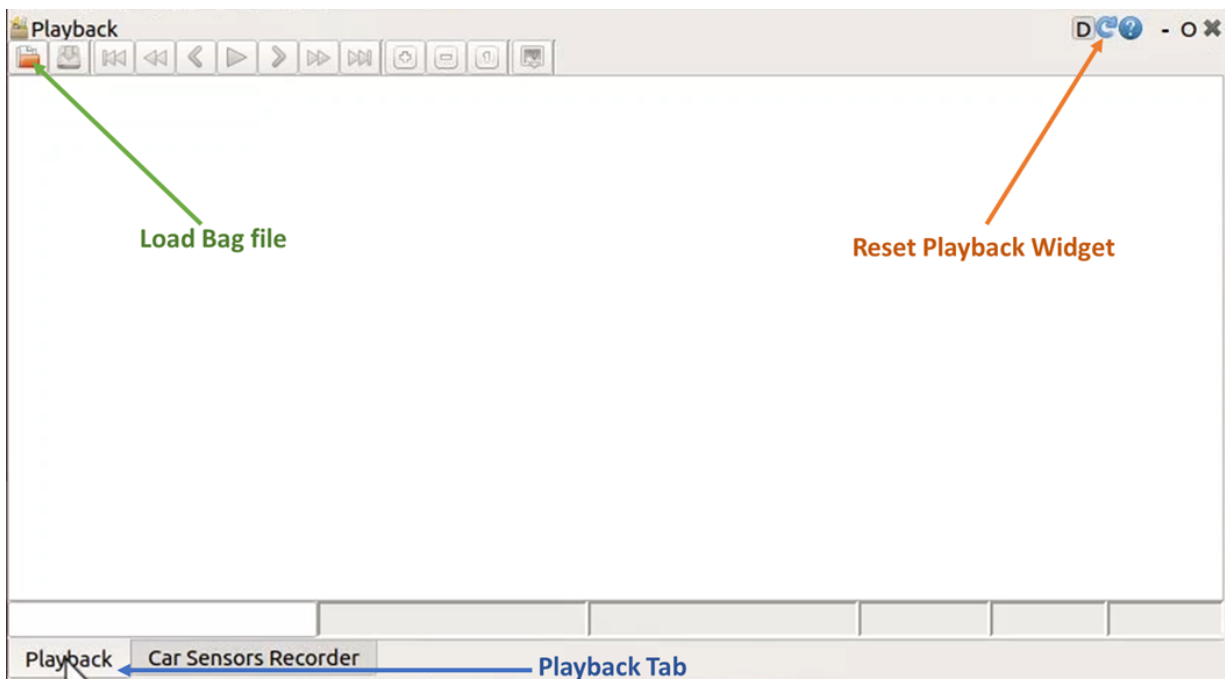 Playback
D ? - O
Load Bag file
Reset Playback Widget
Playback Car Sensors Recorder
Playback Tab